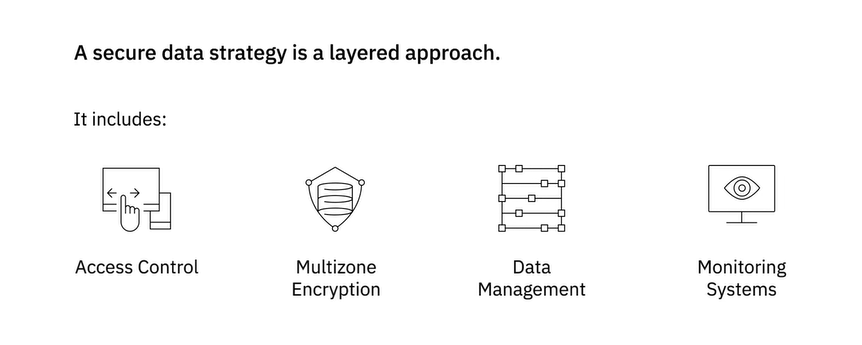 A secure data strategy is a layered approach.
It includes:
Access Control
Multizone
Encryption
Data
Management
Monitoring
Systems